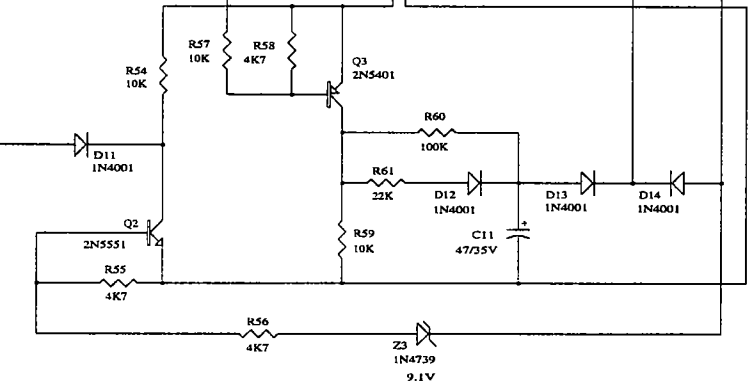 R57
10K
R58
4K7
Q3
2N5401
R54
10K
R60
100K
D11
1N4001
R61
22K
D12
1N4001
D13
1N4001
D14
1N4001
Q2
2N5551
R59
10K
C11
47/35V
+
R55
4K7
R56
4K7
Z3
1N4739
9.1V